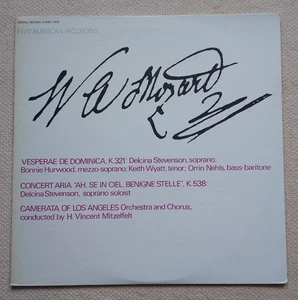 FIRST AMERICAN RECORDING
W A Mozart
VESPERAE DE DOMINICA, K.321: Delcina Stevenson, soprano;
Bonnie Hurwood, mezzo-soprano; Keith Wyatt, tenor; Orrin Nehls, bass-baritone
CONCERT ARIA "AH, SE IN CIEL, BENIGNE STELLE", K.538:
Delcina Stevenson, soprano soloist
CAMERATA OF LOS ANGELES Orchestra and Chorus,
conducted by H. Vincent Mitzelfelt